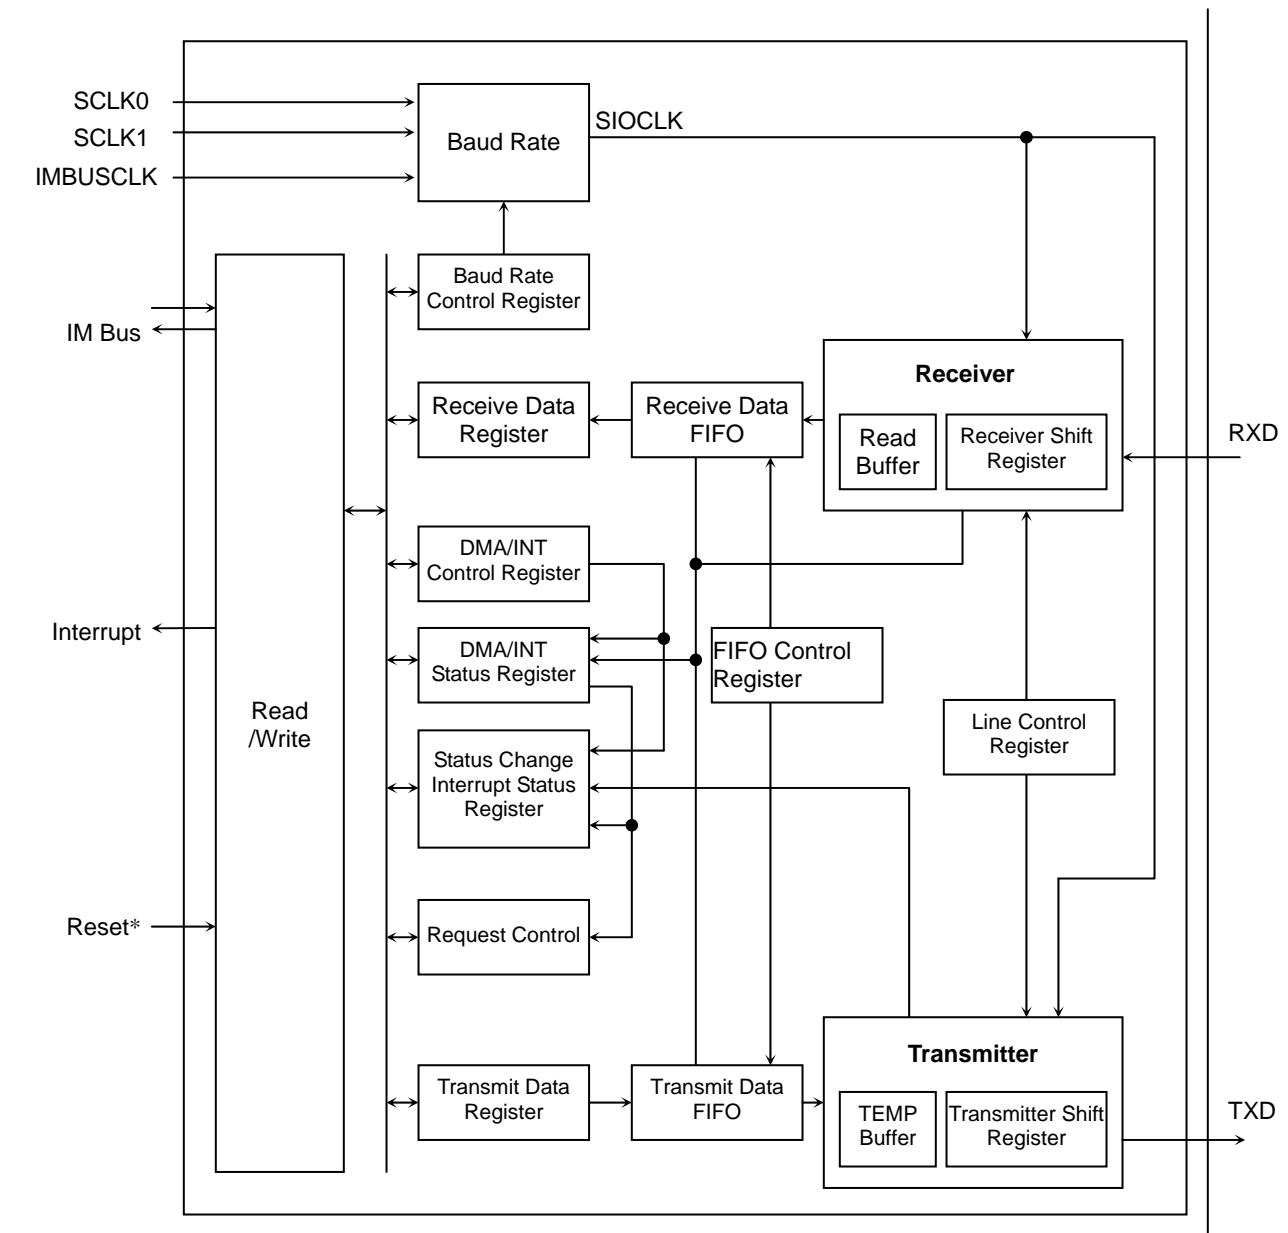 SCLK0
SCLK1
IMBUSCLK
Baud Rate
SIOCLK
Baud Rate
Control Register
IM Bus
Receiver
Receive Data
Register
Receive Data
FIFO
Read
Buffer
Receiver Shift
Register
RXD
DMA/INT
Control Register
Interrupt
DMA/INT
Status Register
FIFO Control
Register
Read
/Write
Line Control
Register
Status Change
Interrupt Status
Register
Reset*
Request Control
Transmitter
Transmit Data
Register
Transmit Data
FIFO
TEMP
Buffer
Transmitter Shift
Register
TXD